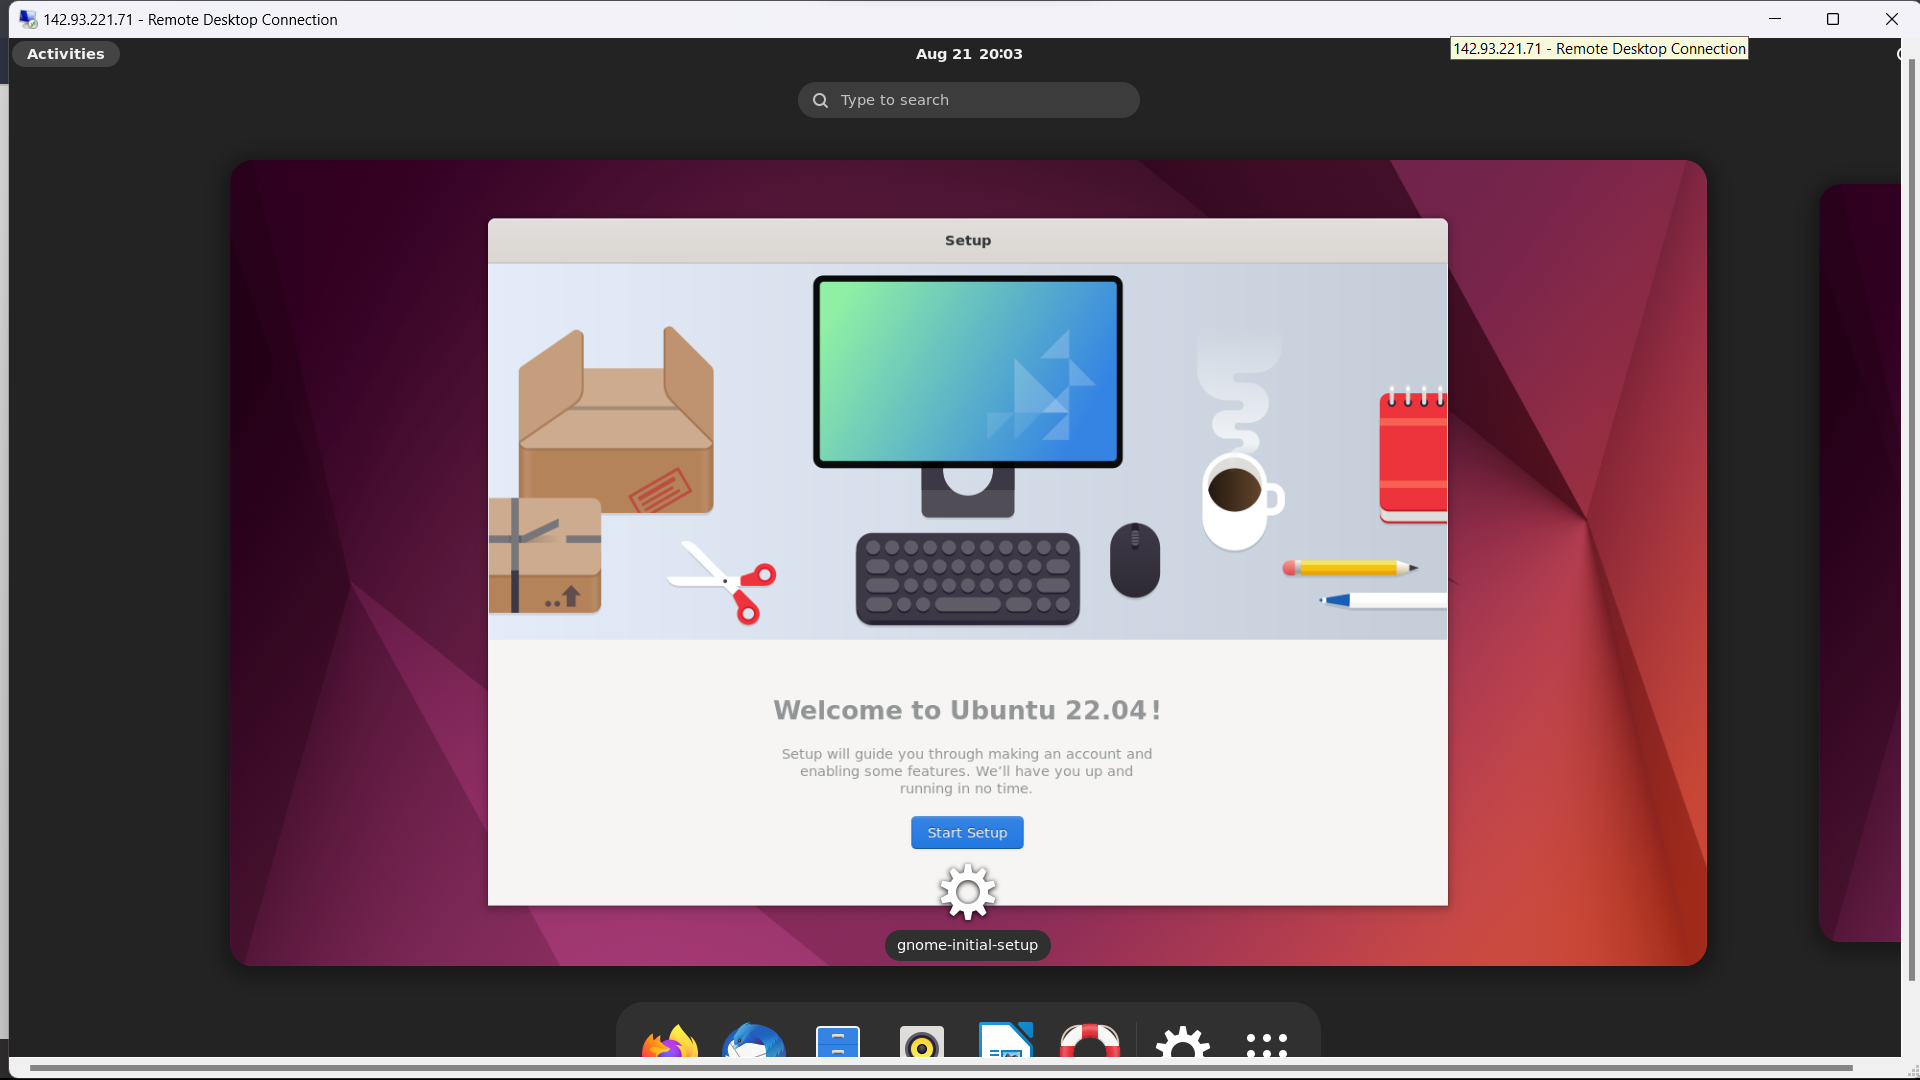 142.93.221.71 - Remote Desktop Connection
142.93.221.71 - Remote Desktop Connection
Activities
Aug 21 20:03
Type to search
Setup
Welcome to Ubuntu 22.04!
Setup will guide you through making an account and
enabling some features. We’ll have you up and
running in no time.
Start Setup
gnome-initial-setup